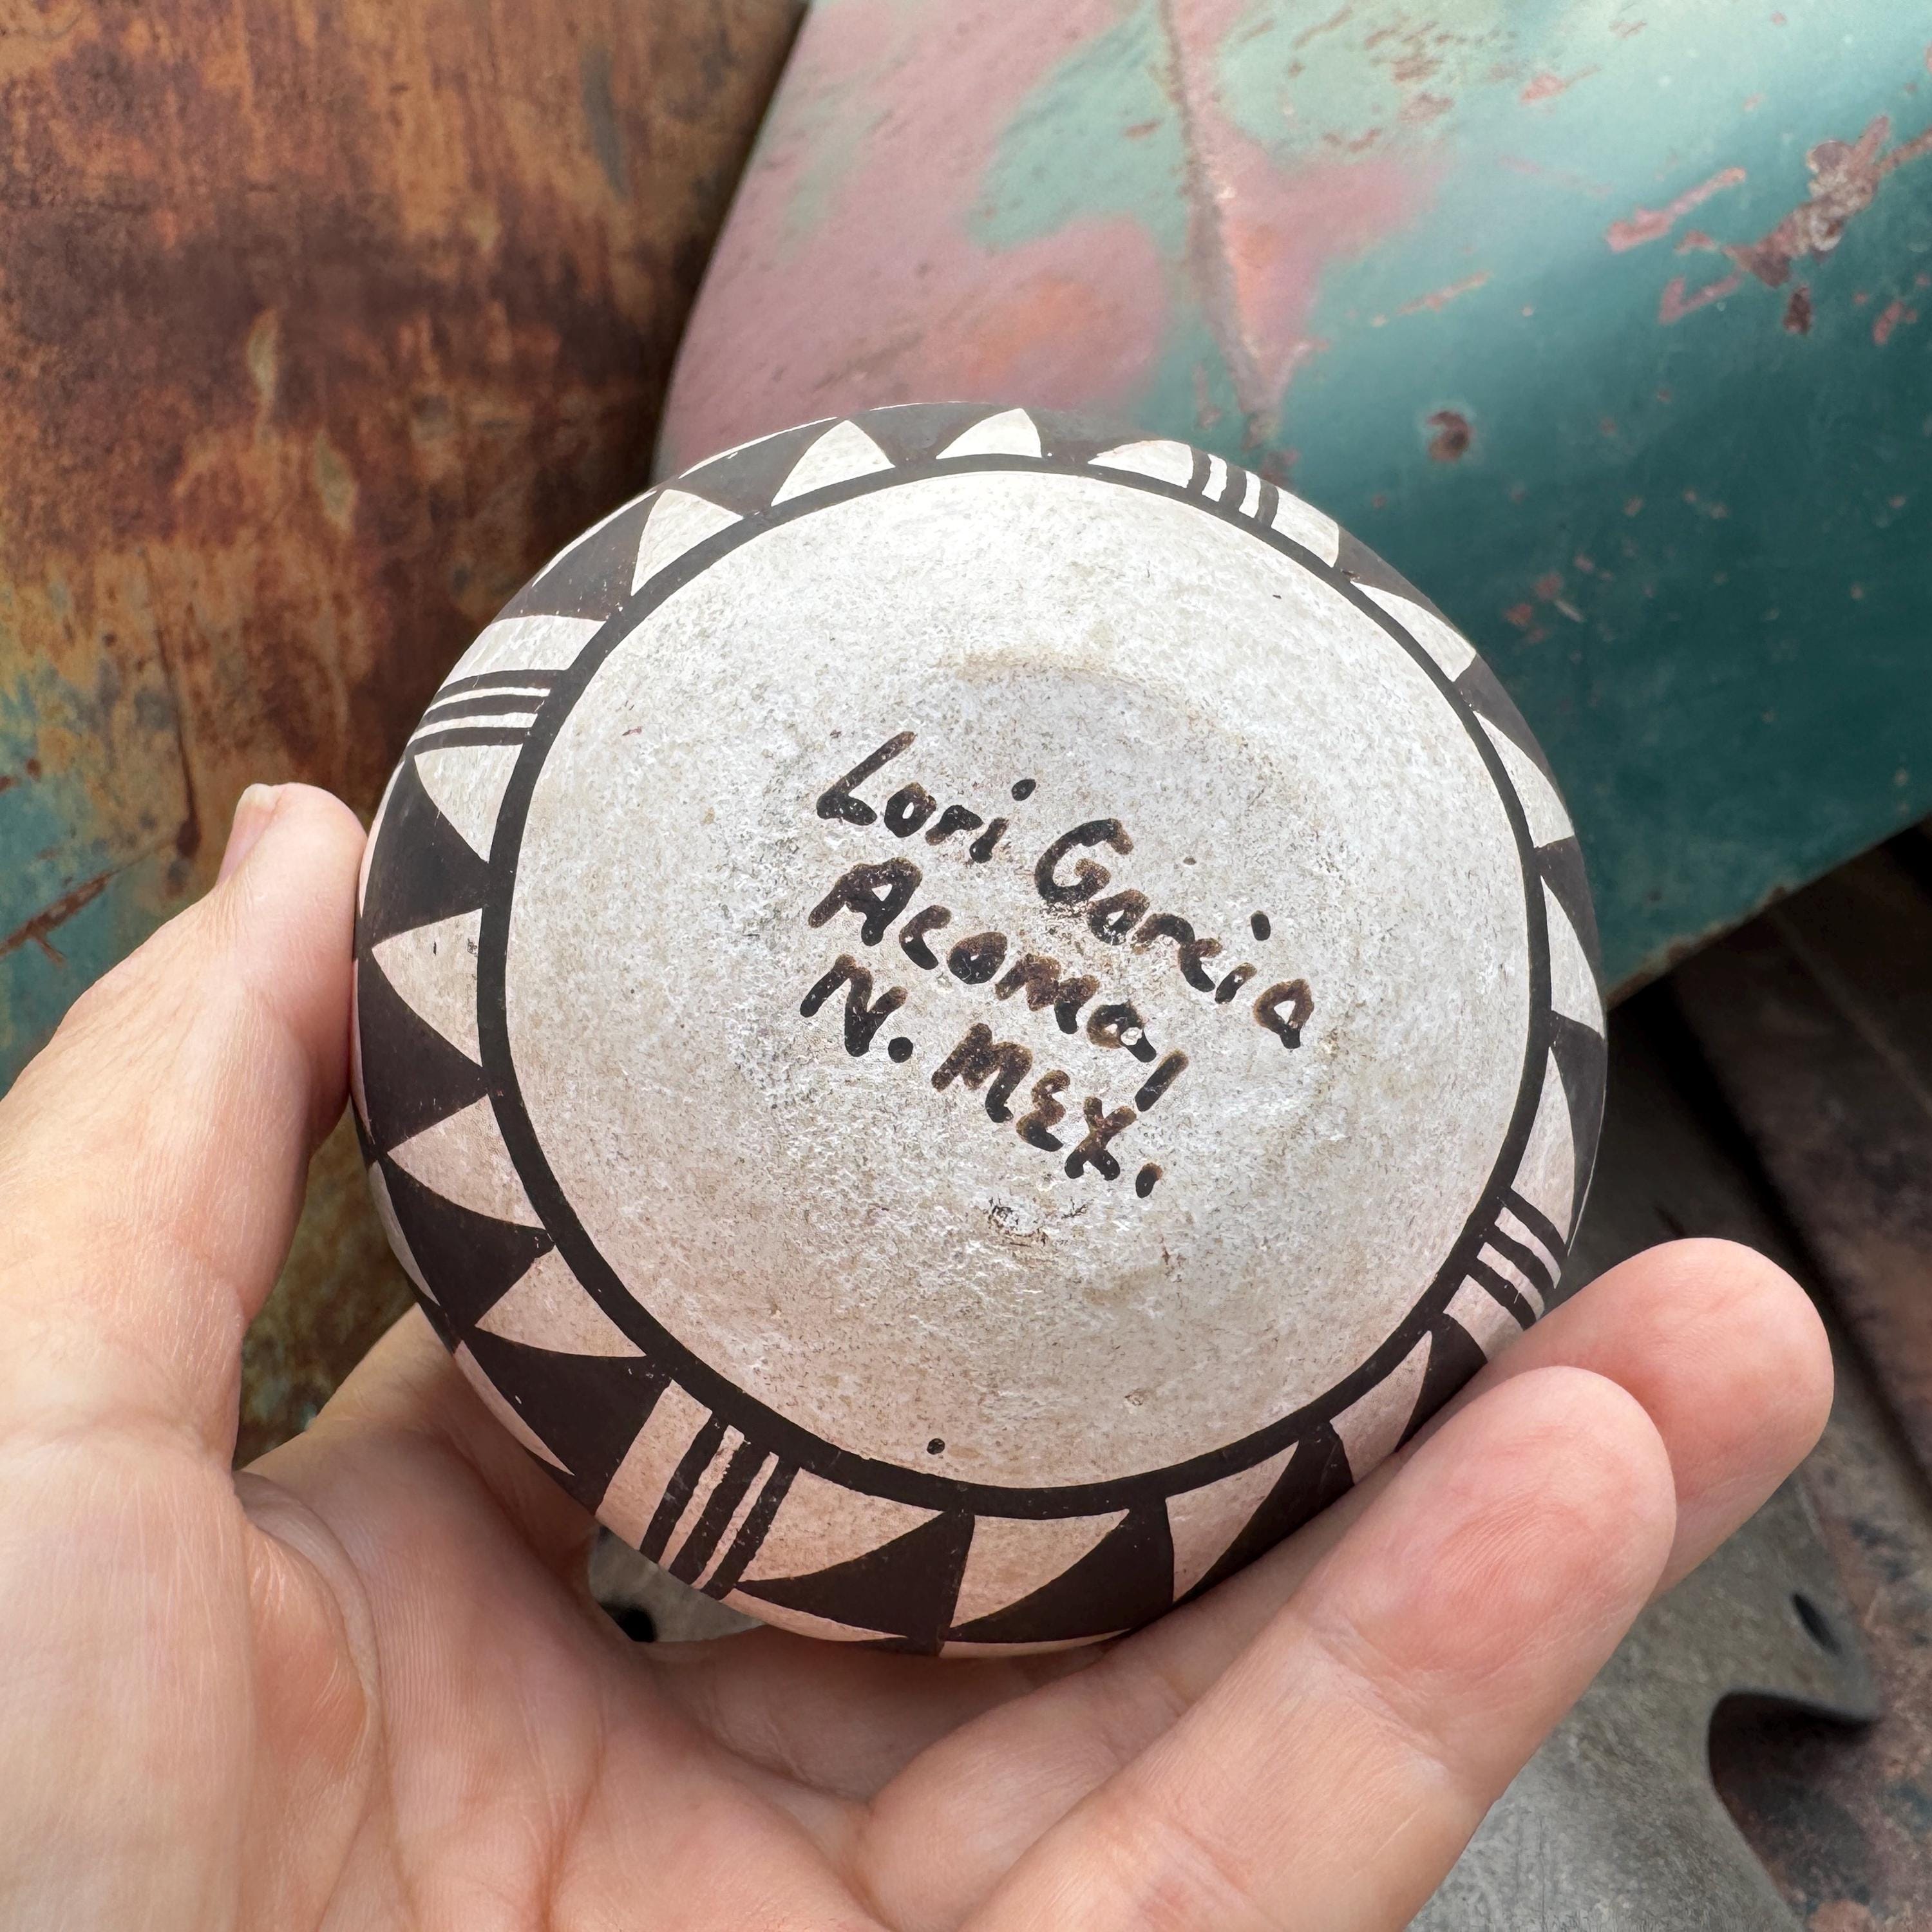 Lori Garcia
Acoma,
N. MEX.